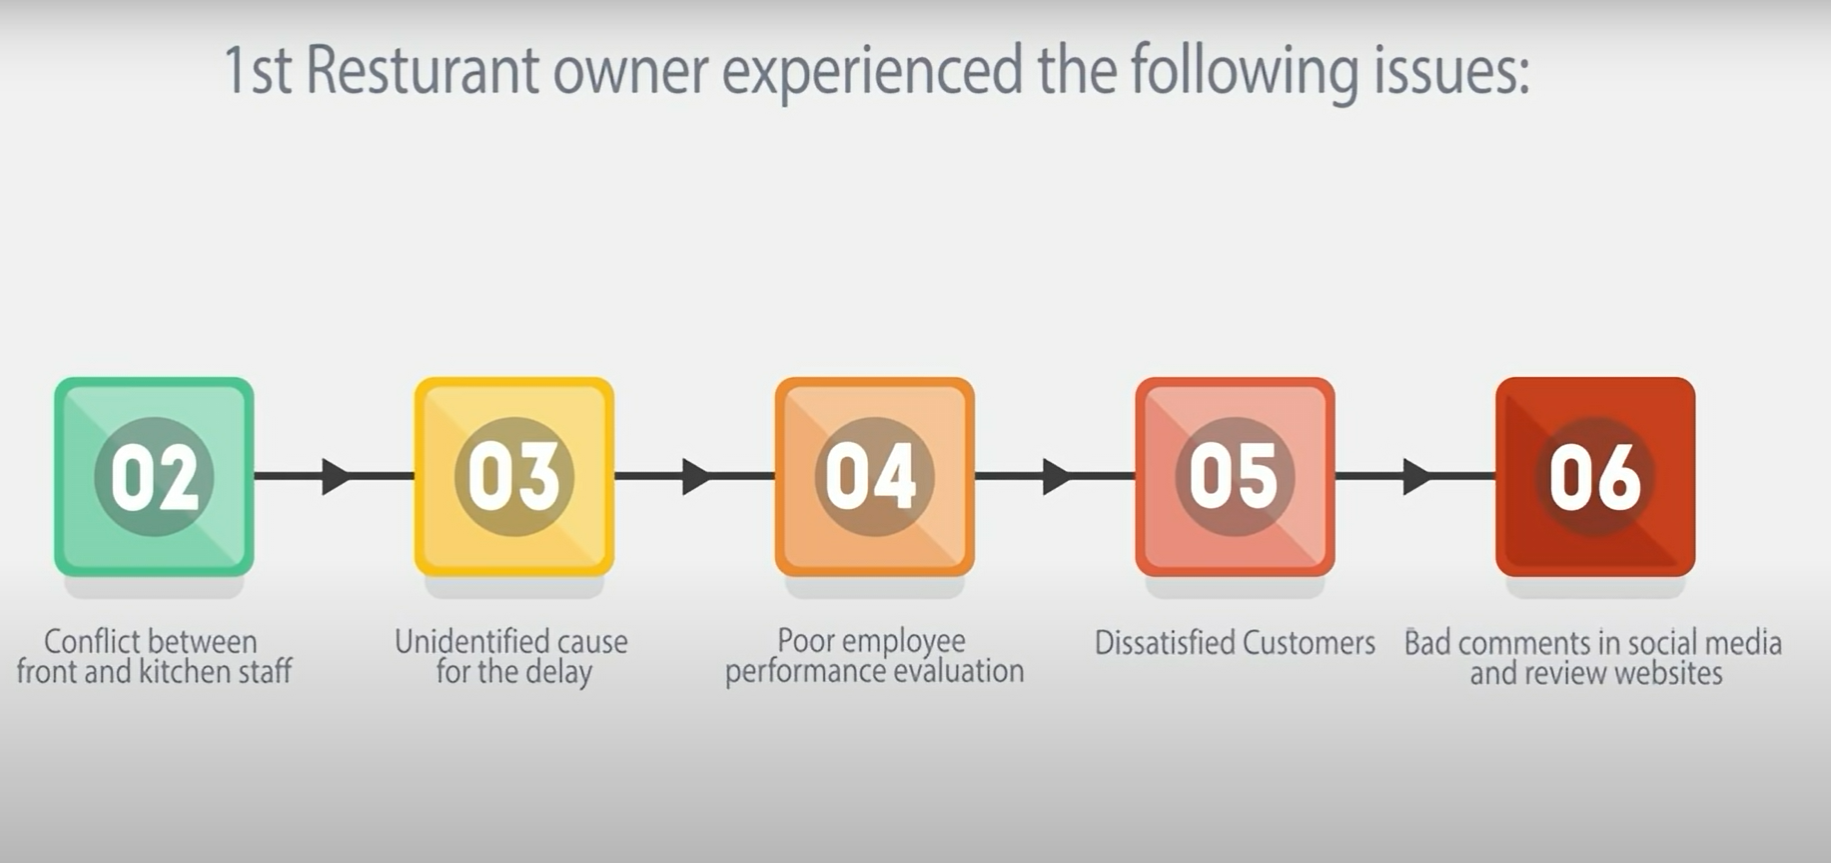 1st Resturant owner experienced the following issues:
02
03
04
05
06
Conflict between
front and kitchen staff
Unidentified cause
for the delay
Poor employee
performance evaluation
Dissatisfied Customers
Bad comments in social media
and review websites